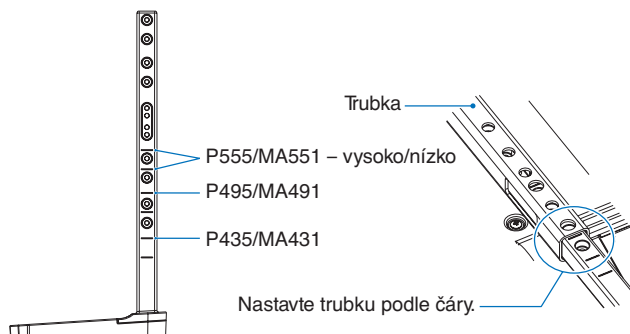 Trubka
P555/MA551 – vysoko/nízko
P495/MA491
P435/MA431
Nastavte trubku podle čáry.